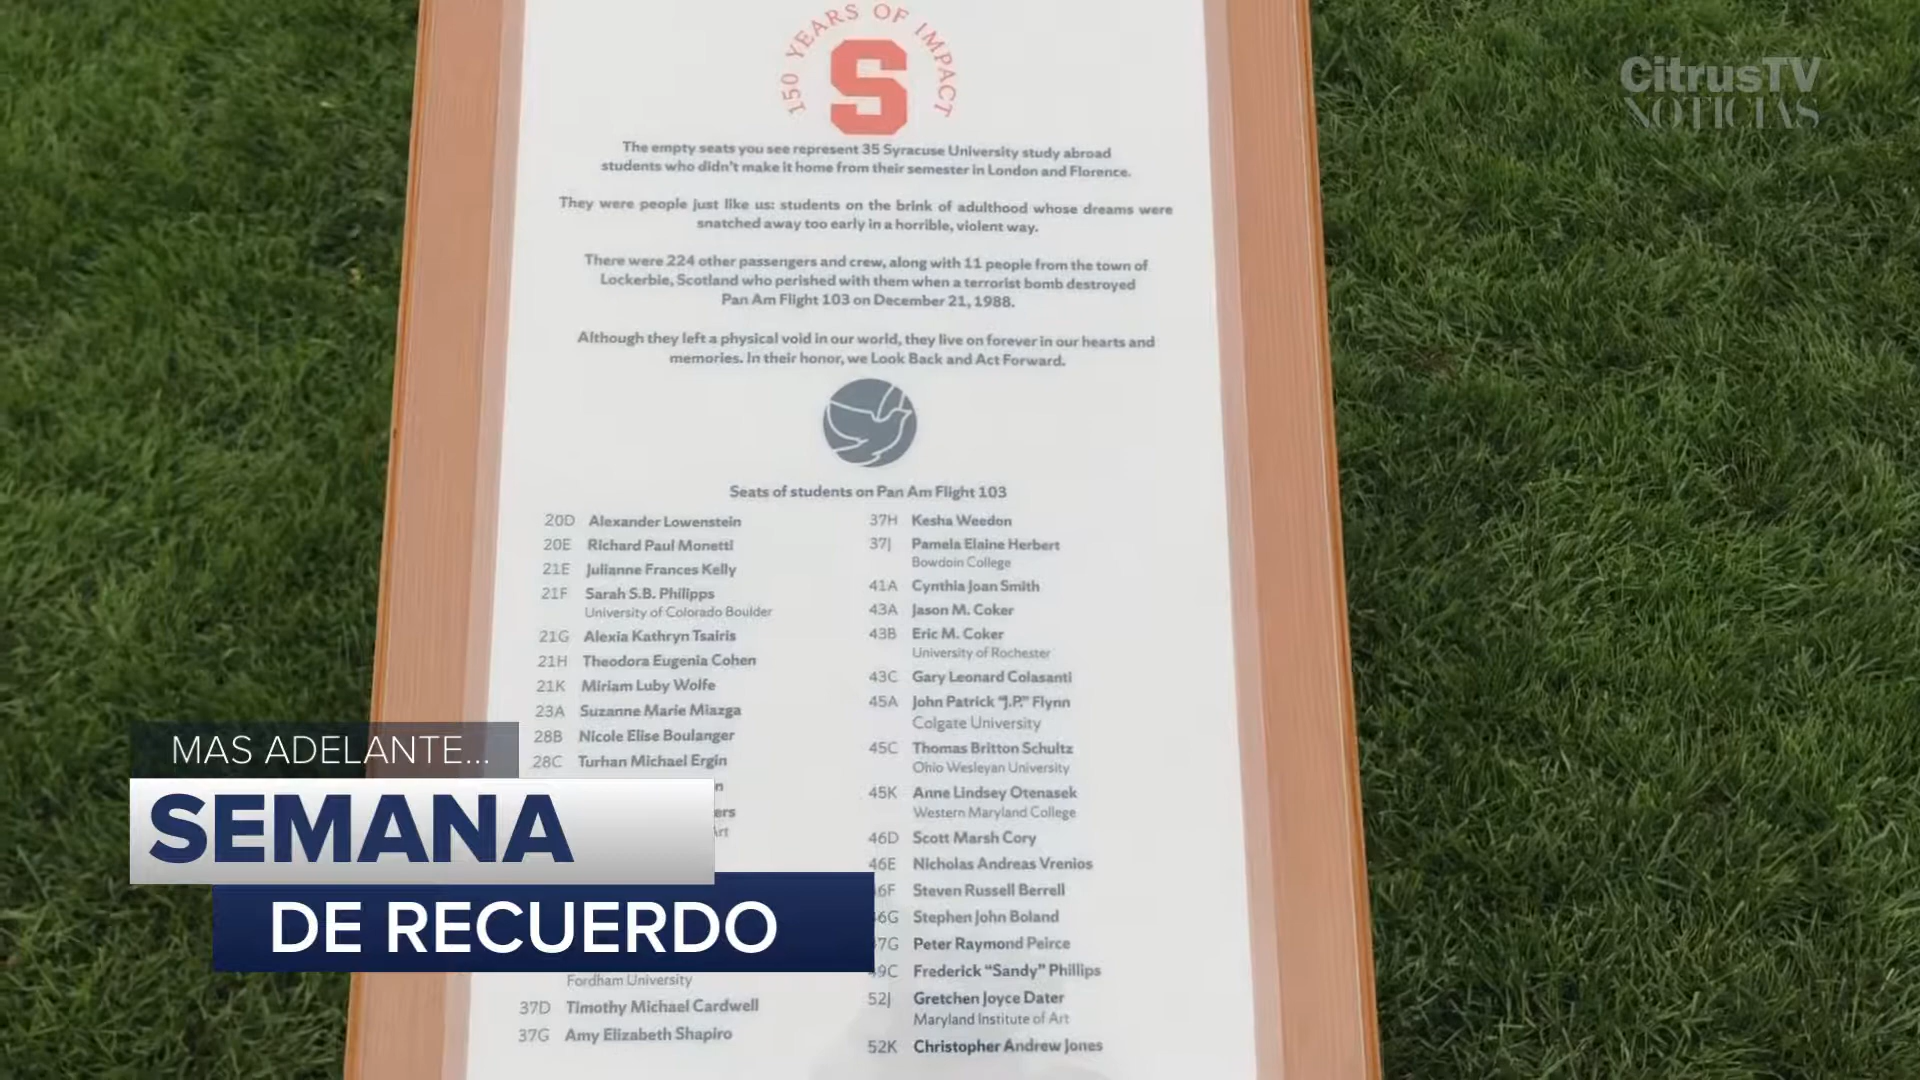 150 YEARS OF IMPACT
S
CitrusTV
NOTICIAS
The empty seats you see represent 35 Syracuse University study abroad
students who didn't make it home from their semester in London and Florence.
They were people just like us: students on the brink of adulthood whose dreams were
snatched away too early in a horrible, violent way.
There were 224 other passengers and crew, along with 11 people from the town of
Lockerbie, Scotland who perished with them when a terrorist bomb destroyed
Pan Am Flight 103 on December 21, 1988.
Although they left a physical void in our world, they live on forever in our hearts and
memories. In their honor, we Look Back and Act Forward.
Seats of students on Pan Am Flight 103
20D Alexander Lowenstein
20E Richard Paul Monetti
21E Julianne Frances Kelly
21F Sarah S.B. Philipps
University of Colorado Boulder
21G Alexia Kathryn Tsairis
21H Theodora Eugenia Cohen
21K Miriam Luby Wolfe
23A Suzanne Marie Miazga
28B Nicole Elise Boulanger
28C Turhan Michael Ergin
Fordham University
37D Timothy Michael Cardwell
37G Amy Elizabeth Shapiro
37H Kesha Weedon
37J Pamela Elaine Herbert
Bowdoin College
41A Cynthia Joan Smith
43A Jason M. Coker
43B Eric M. Coker
University of Rochester
43C Gary Leonard Colasanti
45A John Patrick "J.P." Flynn
Colgate University
45C Thomas Britton Schultz
Ohio Wesleyan University
45K Anne Lindsey Otenasek
Western Maryland College
46D Scott Marsh Cory
46E Nicholas Andreas Vrenios
6F Steven Russell Berrell
6G Stephen John Boland
7G Peter Raymond Peirce
9C Frederick "Sandy" Phillips
52J Gretchen Joyce Dater
Maryland Institute of Art
52K Christopher Andrew Jones
MAS ADELANTE...
SEMANA
DE RECUERDO